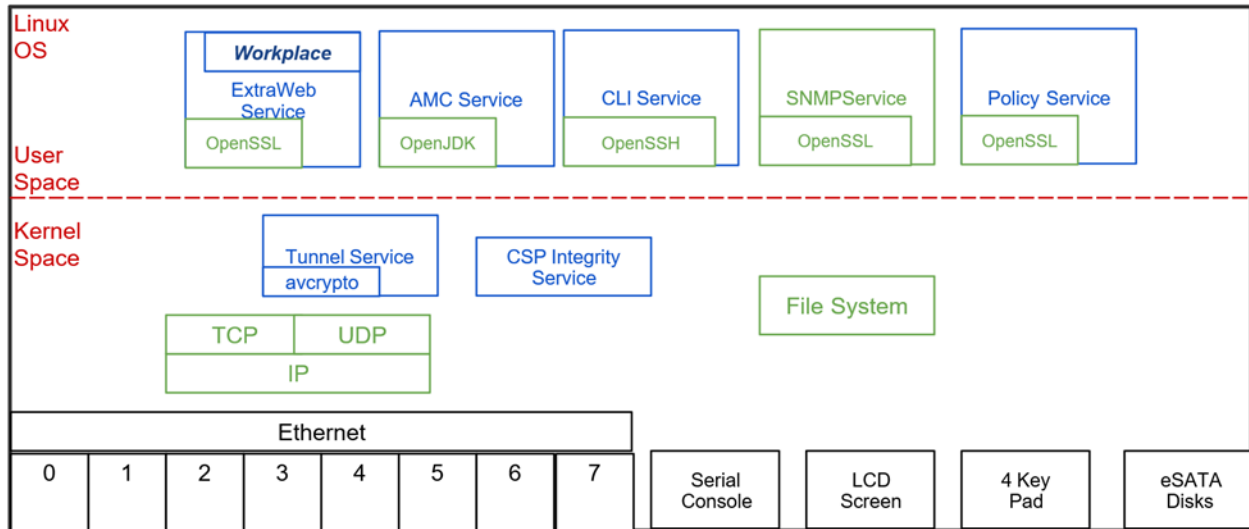 Linux
OS
Workplace
ExtraWeb
Service
OpenSSL
AMC Service
OpenJDK
CLI Service
OpenSSH
SNMPService
OpenSSL
Policy Service
OpenSSL
User
Space
Kernel
Space
Tunnel Service
avcrypto
CSP Integrity
Service
File System
TCP
UDP
IP
Ethernet
0
1
2
3
4
5
6
7
Serial
Console
LCD
Screen
4 Key
Pad
eSATA
Disks